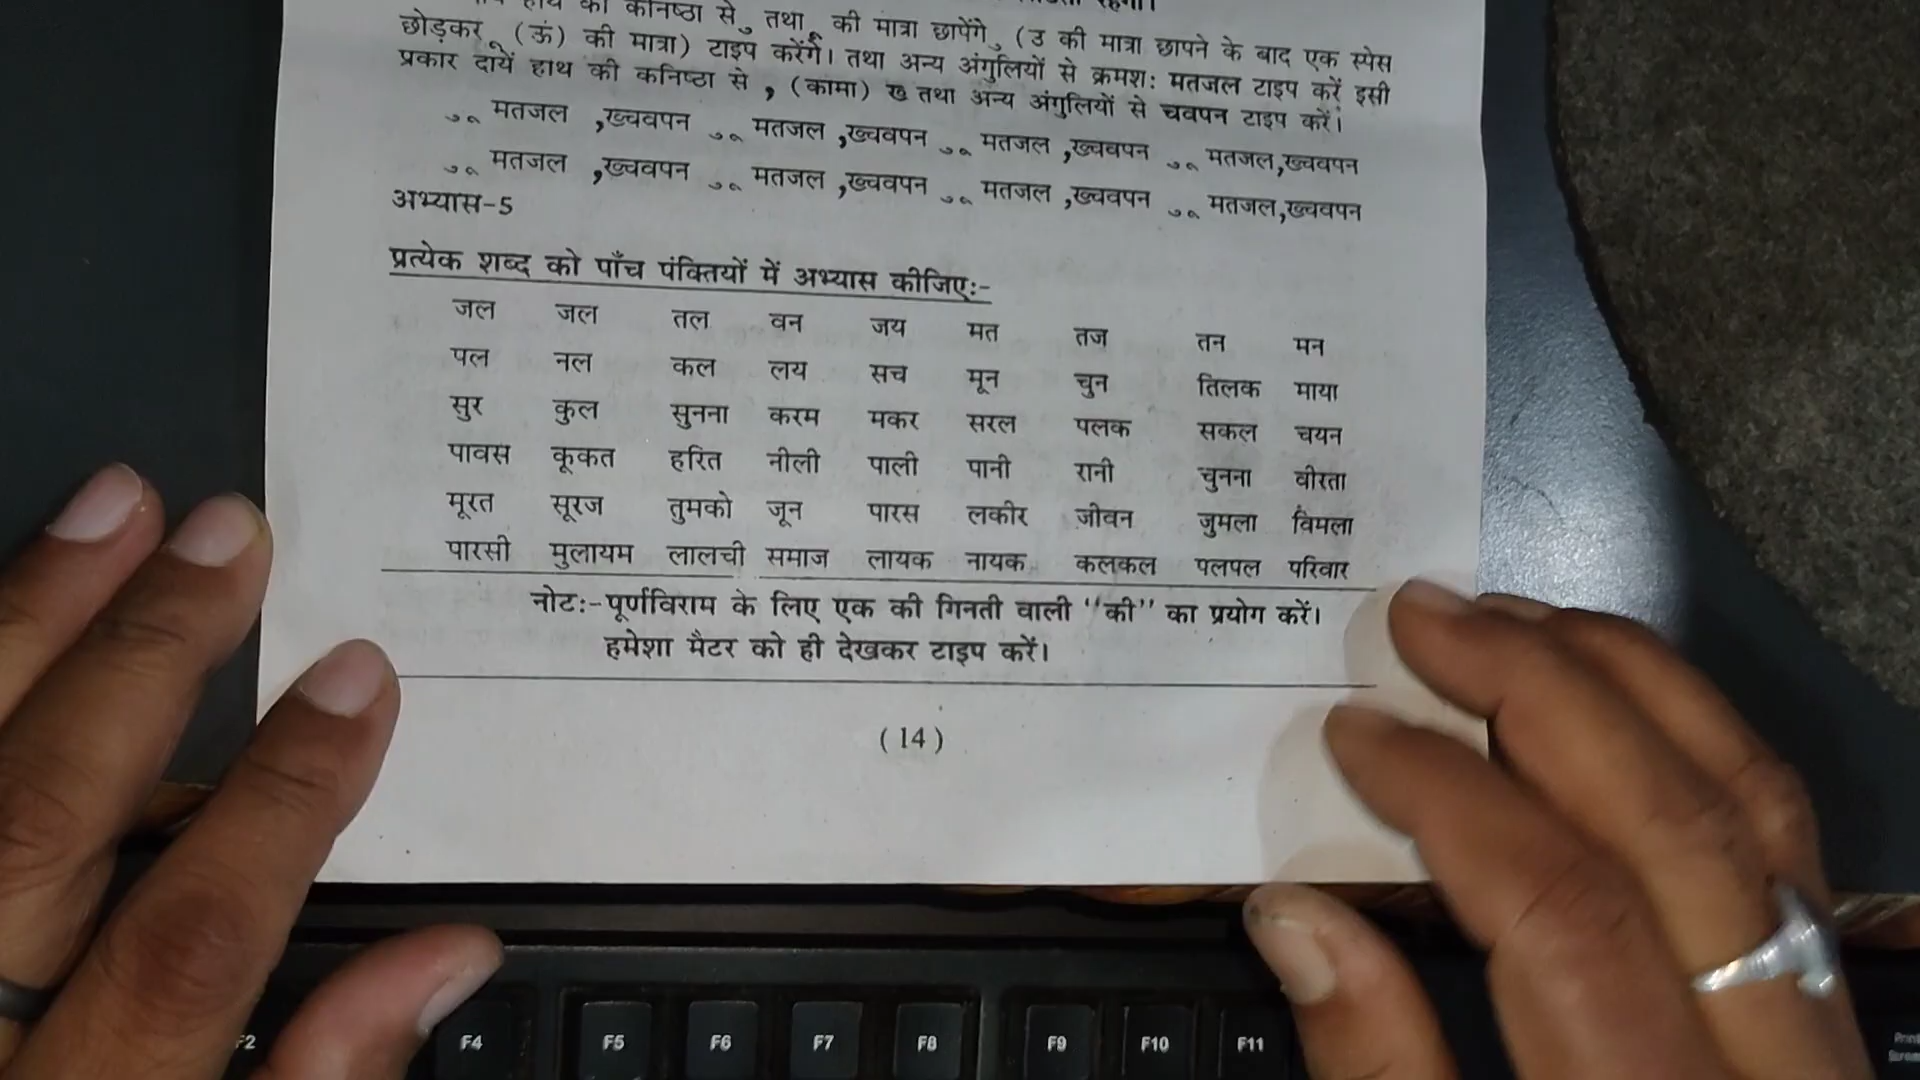 हाथ की कनिष्ठा से ु तथा ू की मात्रा छापेंगे ु (उ की मात्रा छापने के बाद एक स्पेस
छोड़कर ू (ऊं) की मात्रा) टाइप करेंगे। तथा अन्य अंगुलियों से क्रमशः मतजल टाइप करें इसी
प्रकार दायें हाथ की कनिष्ठा से , (कामा) ख् तथा अन्य अंगुलियों से चवपन टाइप करें।
ु ू मतजल ,ख्चवपन ु ू मतजल ,ख्चवपन ु ू मतजल ,ख्चवपन ु ू मतजल,ख्चवपन
ु ू मतजल ,ख्चवपन ु ू मतजल ,ख्चवपन ु ू मतजल ,ख्चवपन ु ू मतजल,ख्चवपन
अभ्यास-5
प्रत्येक शब्द को पाँच पंक्तियों में अभ्यास कीजिए:-
जल जल तल वन जय मत तज तन मन
पल नल कल लय सच मून चुन तिलक माया
सुर कुल सुनना करम मकर सरल पलक सकल चयन
पावस कूकत हरित नीली पाली पानी रानी चुनना वीरता
मूरत सूरज तुमको जून पारस लकीर जीवन जुमला विमला
पारसी मुलायम लालची समाज लायक नायक कलकल पलपल परिवार
नोट:-पूर्णविराम के लिए एक की गिनती वाली "की" का प्रयोग करें।
हमेशा मैटर को ही देखकर टाइप करें।
(14)
F2 F4 F5 F6 F7 F8 F9 F10 F11